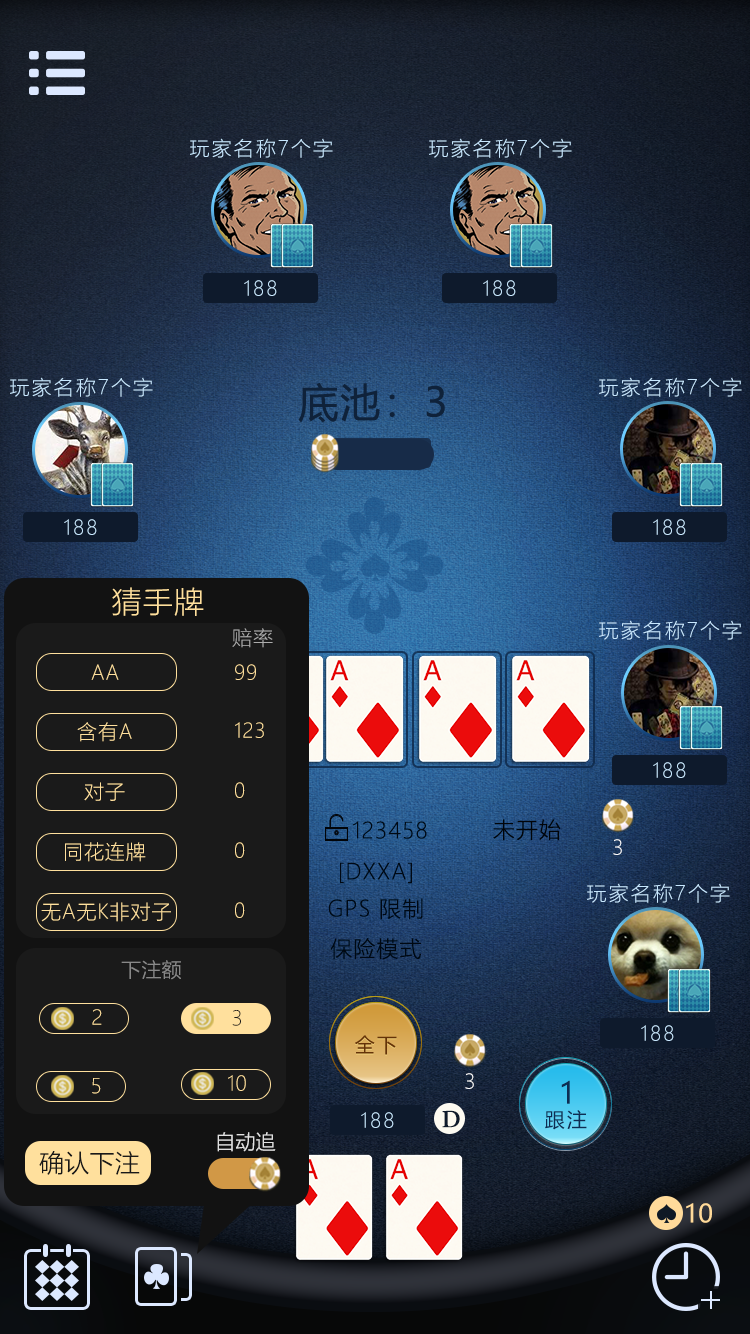 玩家名称7个字
玩家名称7个字
188
188
玩家名称7个字
玩家名称7个字
底池：3
188
188
猜手牌
赔率
AA 99
含有A 123
对子 0
同花连牌 0
无A无K非对子 0
下注额
2
3
5
10
确认下注
自动追
A
A
A
玩家名称7个字
188
3
123458
未开始
[DXXA]
GPS 限制
保险模式
玩家名称7个字
188
全下
3
188
D
1
跟注
A
A
10